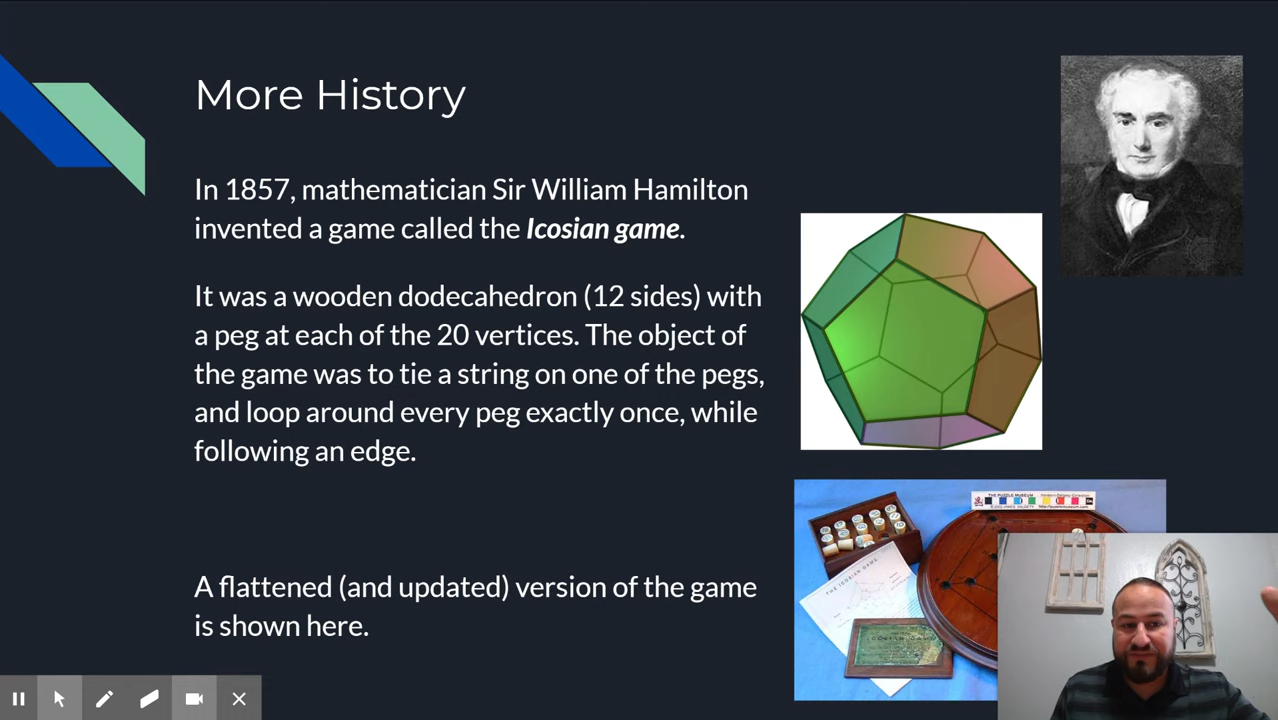 More History
In 1857, mathematician Sir William Hamilton
invented a game called the Icosian game.
It was a wooden dodecahedron (12 sides) with
a peg at each of the 20 vertices. The object of
the game was to tie a string on one of the pegs,
and loop around every peg exactly once, while
following an edge.
A flattened (and updated) version of the game
is shown here.
THE PUZZLE MUSEUM
THE ICOSIAN GAME